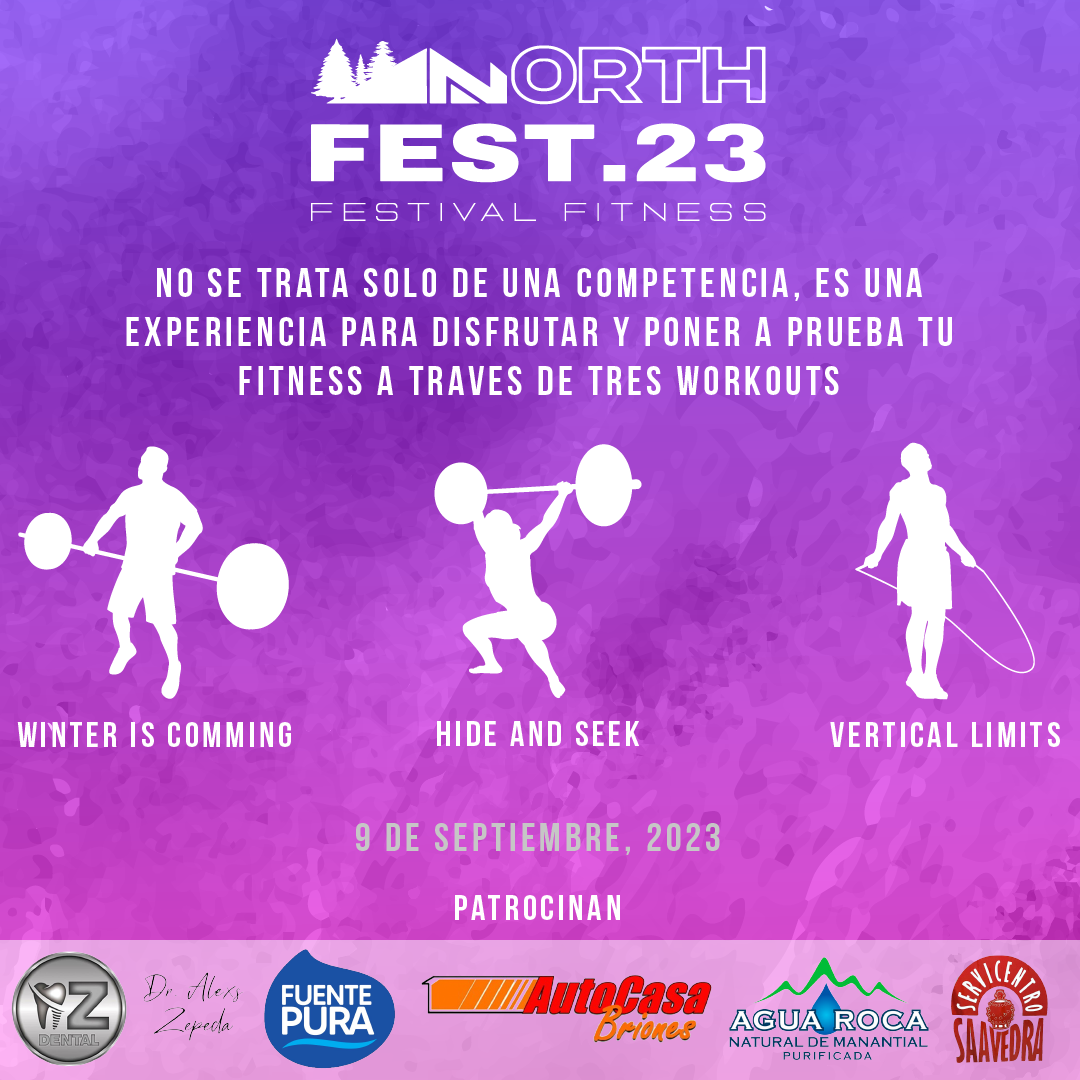 NORTH
FEST.23
FESTIVAL FITNESS
NO SE TRATA SOLO DE UNA COMPETENCIA, ES UNA
EXPERIENCIA PARA DISFRUTAR Y PONER A PRUEBA TU
FITNESS A TRAVES DE TRES WORKOUTS
WINTER IS COMMING
HIDE AND SEEK
VERTICAL LIMITS
9 DE SEPTIEMBRE, 2023
PATROCINAN
Z
DENTAL
Dr. Alexs
Zepeda
FUENTE
PURA
AutoCasa
Briones
AGUA ROCA
NATURAL DE MANANTIAL
PURIFICADA
SERVICENTRO
SAAVEDRA